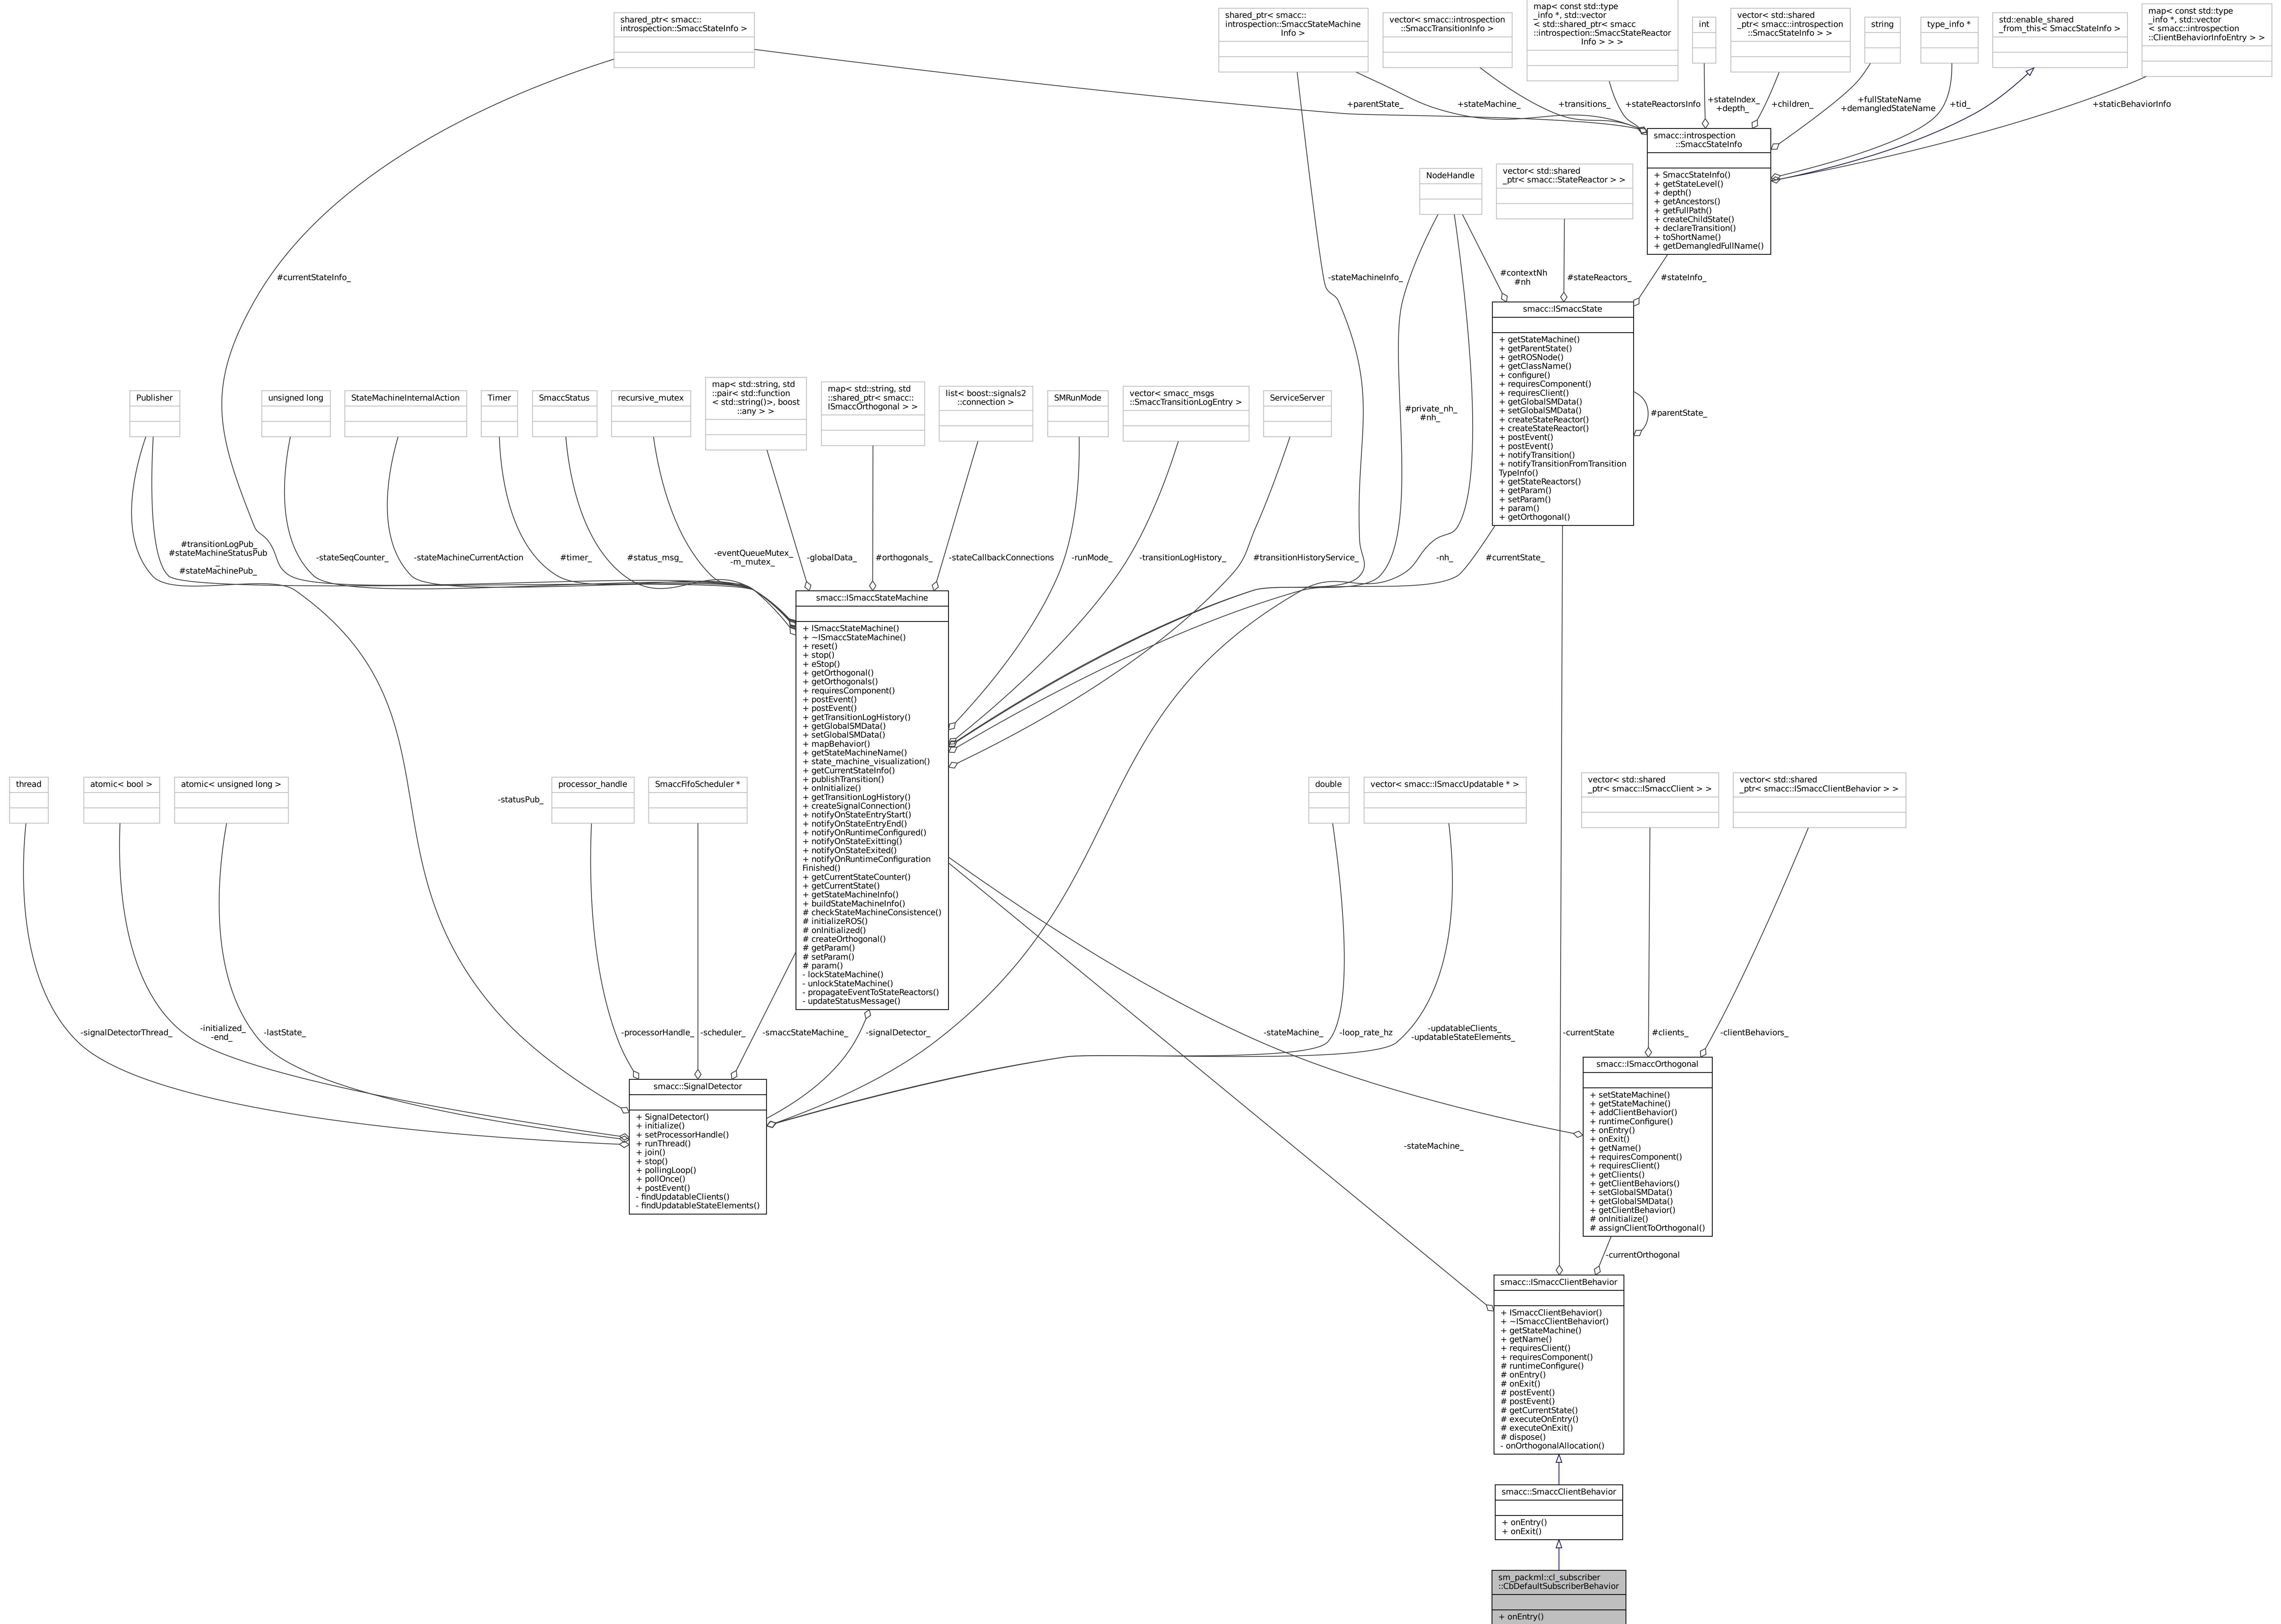 shared_ptr< smacc::
introspection::SmaccStateInfo >
shared_ptr< smacc::
introspection::SmaccStateMachine
Info >
vector< smacc::introspection
::SmaccTransitionInfo >
map< const std::type
_info *, std::vector
< std::shared_ptr< smacc
::introspection::SmaccStateReactor
Info > > >
int
vector< std::shared
_ptr< smacc::introspection
::SmaccStateInfo > >
string
type_info *
std::enable_shared
_from_this< SmaccStateInfo >
map< const std::type
_info *, std::vector
< smacc::introspection
::ClientBehaviorInfoEntry > >
+parentState_
+stateMachine_
+transitions_
+stateReactorsInfo
+stateIndex_
+depth_
+children_
+fullStateName
+demangledStateName
+tid_
+staticBehaviorInfo
smacc::introspection
::SmaccStateInfo
+ SmaccStateInfo()
+ getStateLevel()
+ depth()
+ getAncestors()
+ getFullPath()
+ createChildState()
+ declareTransition()
+ toShortName()
+ getDemangledFullName()
NodeHandle
vector< std::shared
_ptr< smacc::StateReactor > >
#currentStateInfo_
-stateMachineInfo_
#contextNh
#nh
#stateReactors_
#stateInfo_
smacc::ISmaccState
+ getStateMachine()
+ getParentState()
+ getROSNode()
+ getClassName()
+ configure()
+ requiresComponent()
+ requiresClient()
+ getGlobalSMData()
+ setGlobalSMData()
+ createStateReactor()
+ createStateReactor()
+ postEvent()
+ postEvent()
+ notifyTransition()
+ notifyTransitionFromTransition
TypeInfo()
+ getStateReactors()
+ getParam()
+ setParam()
+ param()
+ getOrthogonal()
#parentState_
Publisher
unsigned long
StateMachineInternalAction
Timer
SmaccStatus
recursive_mutex
map< std::string, std
::pair< std::function
< std::string()>, boost
::any > >
map< std::string, std
::shared_ptr< smacc::
ISmaccOrthogonal > >
list< boost::signals2
::connection >
SMRunMode
vector< smacc_msgs
::SmaccTransitionLogEntry >
ServiceServer
#private_nh_
#nh_
#transitionLogPub_
#stateMachineStatusPub
_
#stateMachinePub_
-stateSeqCounter_
-stateMachineCurrentAction
#timer_
#status_msg_
-eventQueueMutex_
-m_mutex_
-globalData_
#orthogonals_
-stateCallbackConnections
-runMode_
-transitionLogHistory_
#transitionHistoryService_
-nh_
#currentState_
smacc::ISmaccStateMachine
+ ISmaccStateMachine()
+ ~ISmaccStateMachine()
+ reset()
+ stop()
+ eStop()
+ getOrthogonal()
+ getOrthogonals()
+ requiresComponent()
+ postEvent()
+ postEvent()
+ getTransitionLogHistory()
+ getGlobalSMData()
+ setGlobalSMData()
+ mapBehavior()
+ getStateMachineName()
+ state_machine_visualization()
+ getCurrentStateInfo()
+ publishTransition()
+ onInitialize()
+ getTransitionLogHistory()
+ createSignalConnection()
+ notifyOnStateEntryStart()
+ notifyOnStateEntryEnd()
+ notifyOnRuntimeConfigured()
+ notifyOnStateExitting()
+ notifyOnStateExited()
+ notifyOnRuntimeConfiguration
Finished()
+ getCurrentStateCounter()
+ getCurrentState()
+ getStateMachineInfo()
+ buildStateMachineInfo()
# checkStateMachineConsistence()
# initializeROS()
# onInitialized()
# createOrthogonal()
# getParam()
# setParam()
# param()
- lockStateMachine()
- unlockStateMachine()
- propagateEventToStateReactors()
- updateStatusMessage()
thread
atomic< bool >
atomic< unsigned long >
-statusPub_
processor_handle
SmaccFifoScheduler *
double
vector< smacc::ISmaccUpdatable * >
vector< std::shared
_ptr< smacc::ISmaccClient > >
vector< std::shared
_ptr< smacc::ISmaccClientBehavior > >
-signalDetectorThread_
-initialized_
-end_
-lastState_
-processorHandle_
-scheduler_
-smaccStateMachine_
-signalDetector_
-stateMachine_
-loop_rate_hz
-updatableClients_
-updatableStateElements_
-currentState
#clients_
-clientBehaviors_
smacc::SignalDetector
+ SignalDetector()
+ initialize()
+ setProcessorHandle()
+ runThread()
+ join()
+ stop()
+ pollingLoop()
+ pollOnce()
+ postEvent()
- findUpdatableClients()
- findUpdatableStateElements()
-stateMachine_
smacc::ISmaccOrthogonal
+ setStateMachine()
+ getStateMachine()
+ addClientBehavior()
+ runtimeConfigure()
+ onEntry()
+ onExit()
+ getName()
+ requiresComponent()
+ requiresClient()
+ getClients()
+ getClientBehaviors()
+ setGlobalSMData()
+ getGlobalSMData()
+ getClientBehavior()
# onInitialize()
# assignClientToOrthogonal()
-currentOrthogonal
smacc::ISmaccClientBehavior
+ ISmaccClientBehavior()
+ ~ISmaccClientBehavior()
+ getStateMachine()
+ getName()
+ requiresClient()
+ requiresComponent()
# runtimeConfigure()
# onEntry()
# onExit()
# postEvent()
# postEvent()
# getCurrentState()
# executeOnEntry()
# executeOnExit()
# dispose()
- onOrthogonalAllocation()
smacc::SmaccClientBehavior
+ onEntry()
+ onExit()
sm_packml::cl_subscriber
::CbDefaultSubscriberBehavior
+ onEntry()